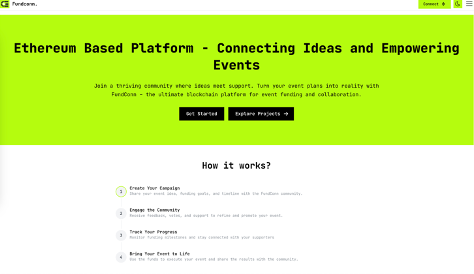 FundConn.
Connect
Ethereum Based Platform - Connecting Ideas and Empowering
Events
Join a thriving community where ideas meet support. Turn your event plans into reality with
FundConn - the ultimate blockchain platform for event funding and collaboration.
Get Started
Explore Projects →
How it works?
1
Create Your Campaign
Share your event idea, funding goals, and timeline with the FundConn community.
2
Engage the Community
Receive feedback, votes, and support to refine and promote your event.
3
Track Your Progress
Monitor funding milestones and stay connected with your supporters
4
Bring Your Event to Life
Use the funds to execute your event and share the results with the community.